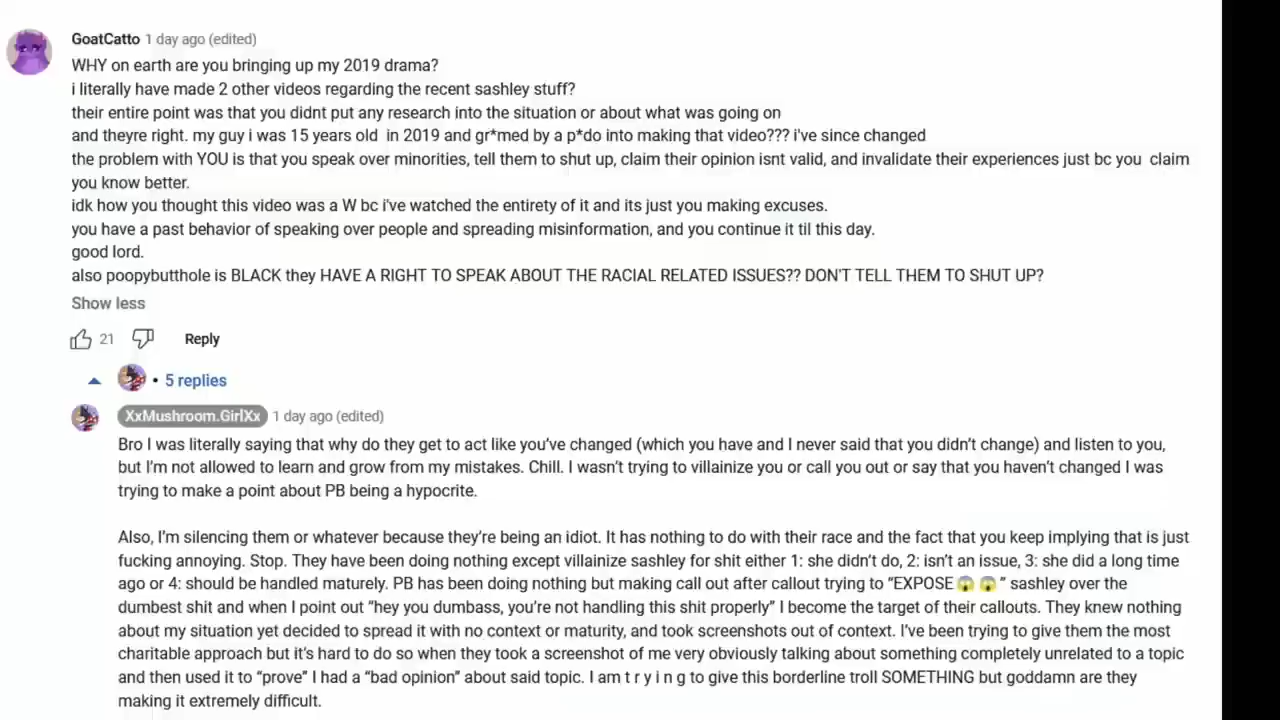 GoatCatto 1 day ago (edited)
WHY on earth are you bringing up my 2019 drama?
i literally have made 2 other videos regarding the recent sashley stuff?
their entire point was that you didnt put any research into the situation or about what was going on
and theyre right. my guy i was 15 years old in 2019 and gr*med by a p*do into making that video??? i've since changed
the problem with YOU is that you speak over minorities, tell them to shut up, claim their opinion isnt valid, and invalidate their experiences just bc you claim
you know better.
idk how you thought this video was a W bc i've watched the entirety of it and its just you making excuses.
you have a past behavior of speaking over people and spreading misinformation, and you continue it til this day.
good lord.
also poopybutthole is BLACK they HAVE A RIGHT TO SPEAK ABOUT THE RACIAL RELATED ISSUES?? DON'T TELL THEM TO SHUT UP?
Show less
21 Reply
• 5 replies
XxMushroom.GirlXx 1 day ago (edited)
Bro I was literally saying that why do they get to act like you've changed (which you have and I never said that you didn't change) and listen to you,
but I'm not allowed to learn and grow from my mistakes. Chill. I wasn't trying to villainize you or call you out or say that you haven't changed I was
trying to make a point about PB being a hypocrite.
Also, I'm silencing them or whatever because they're being an idiot. It has nothing to do with their race and the fact that you keep implying that is just
fucking annoying. Stop. They have been doing nothing except villainize sashley for shit either 1: she didn't do, 2: isn't an issue, 3: she did a long time
ago or 4: should be handled maturely. PB has been doing nothing but making call out after callout trying to "EXPOSE😱😱" sashley over the
dumbest shit and when I point out "hey you dumbass, you're not handling this shit properly" I become the target of their callouts. They knew nothing
about my situation yet decided to spread it with no context or maturity, and took screenshots out of context. I've been trying to give them the most
charitable approach but it's hard to do so when they took a screenshot of me very obviously talking about something completely unrelated to a topic
and then used it to "prove" I had a "bad opinion" about said topic. I am t r y i n g to give this borderline troll SOMETHING but goddamn are they
making it extremely difficult.